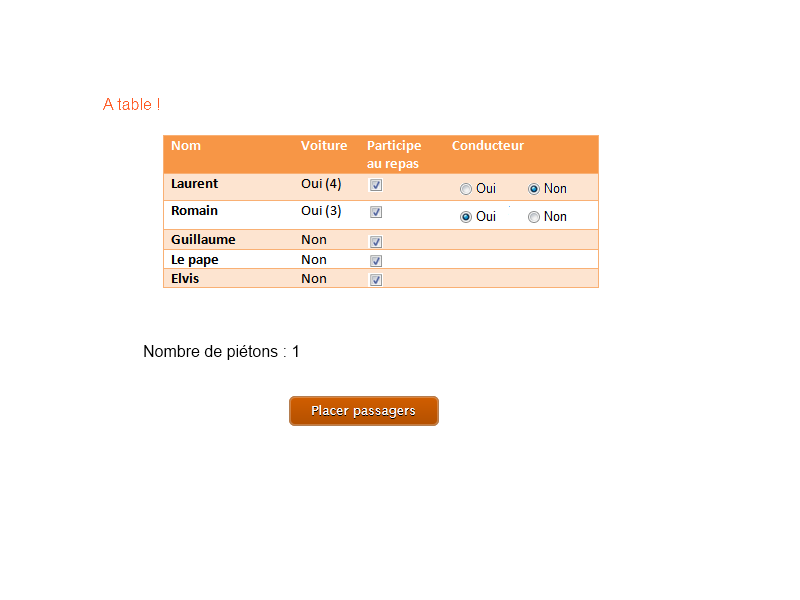 A table !
Nom Voiture Participe au repas Conducteur
Laurent Oui (4) Oui Non
Romain Oui (3) Oui Non
Guillaume Non
Le pape Non
Elvis Non
Nombre de piétons : 1
Placer passagers